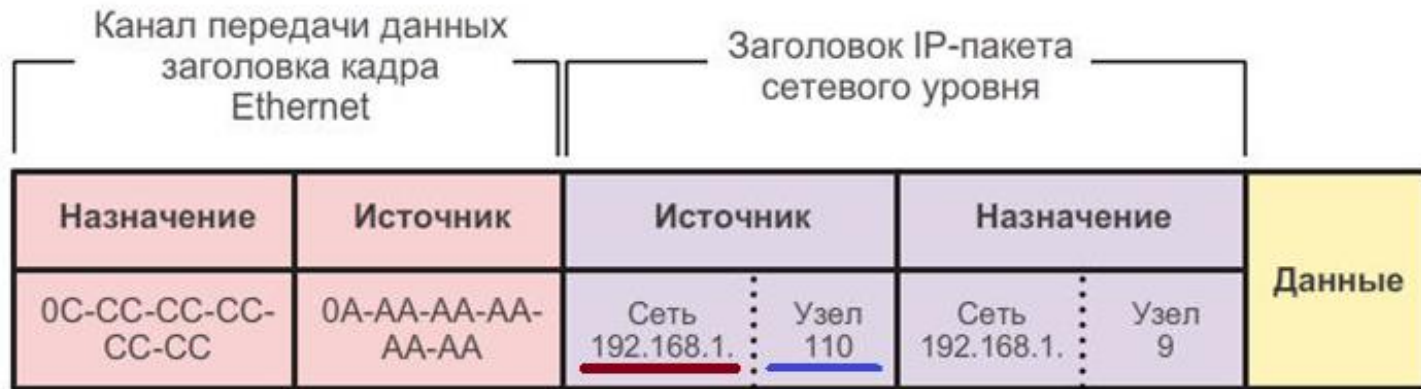 Канал передачи данных
заголовка кадра
Ethernet
Заголовок IP-пакета
сетевого уровня
Назначение
Источник
Источник
Назначение
Данные
0C-CC-CC-CC-
CC-CC
0A-AA-AA-AA-
AA-AA
Сеть
192.168.1.
Узел
110
Сеть
192.168.1.
Узел
9